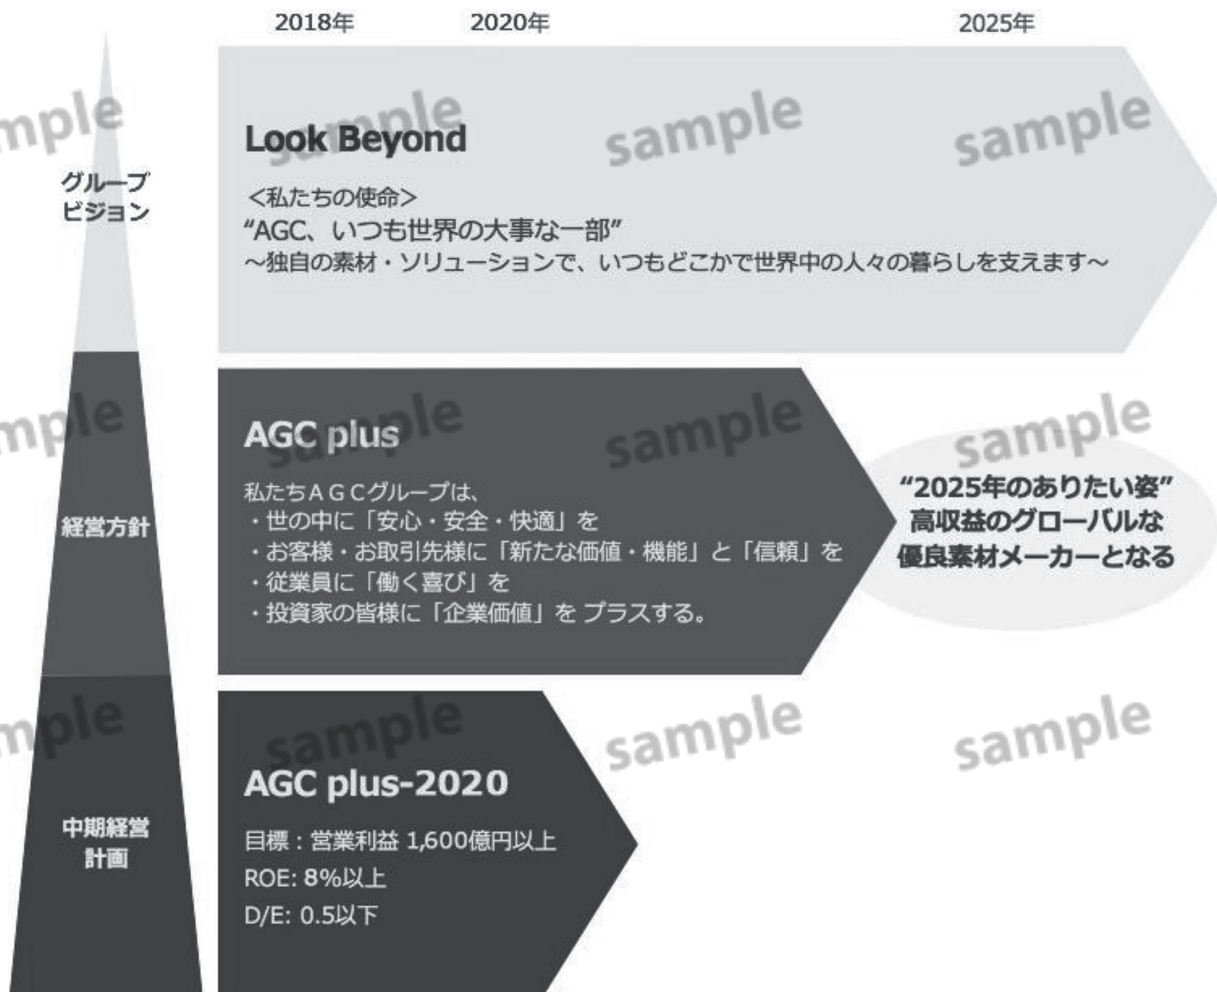 2018年 2020年 2025年
グループ
ビジョン
Look Beyond
＜私たちの使命＞
“AGC、いつも世界の大事な一部”
～独自の素材・ソリューションで、いつもどこかで世界中の人々の暮らしを支えます～
経営方針
AGC plus
私たちＡＧＣグループは、
・世の中に「安心・安全・快適」を
・お客様・お取引先様に「新たな価値・機能」と「信頼」を
・従業員に「働く喜び」を
・投資家の皆様に「企業価値」を プラスする。
“2025年のありたい姿”
高収益のグローバルな
優良素材メーカーとなる
中期経営
計画
AGC plus-2020
目標：営業利益 1,600億円以上
ROE: 8%以上
D/E: 0.5以下
mple sample sample sample
mple sample sample sample
mple sample sample sample